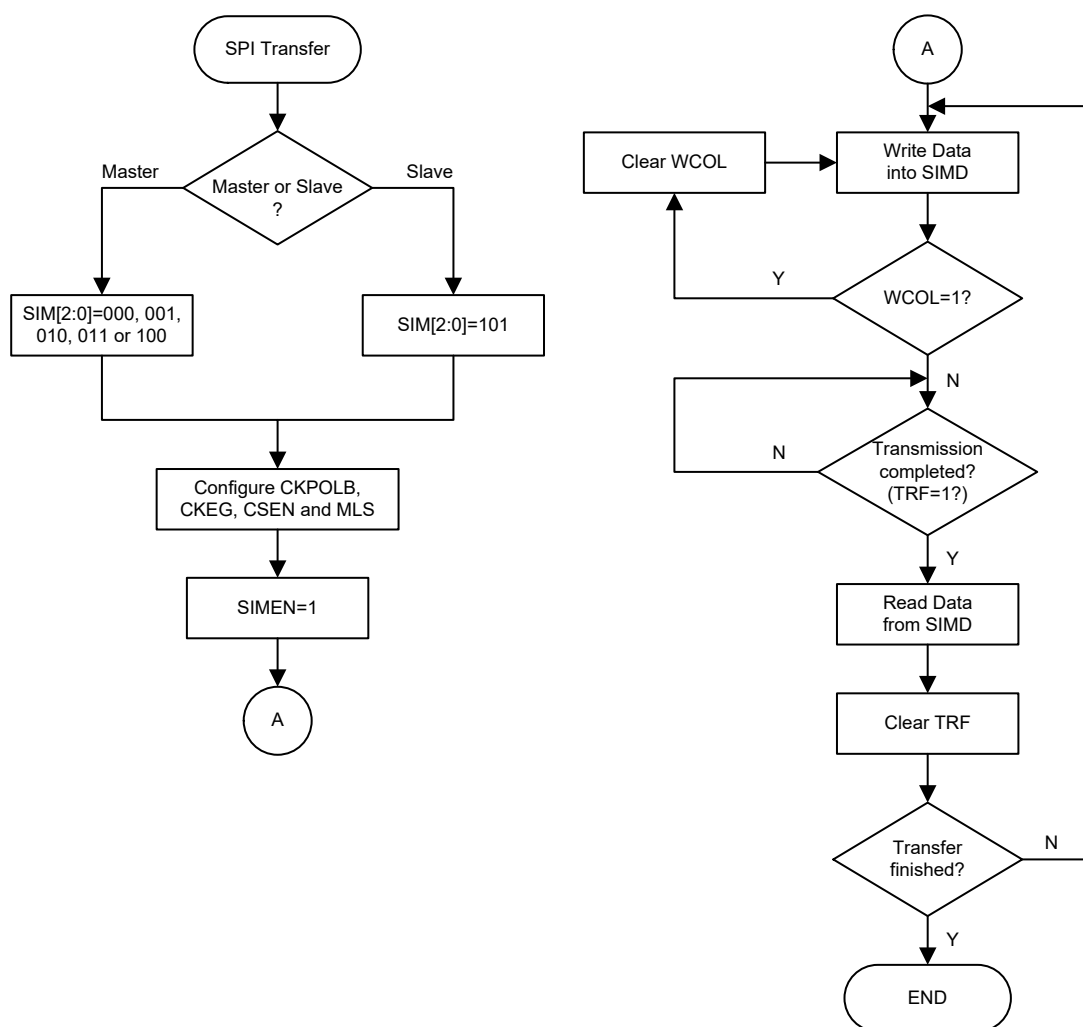 SPI Transfer
Master
Slave
Master or Slave
?
SIM[2:0]=000, 001,
010, 011 or 100
SIM[2:0]=101
Configure CKPOLB,
CKEG, CSEN and MLS
SIMEN=1
A
A
Clear WCOL
Write Data
into SIMD
Y
WCOL=1?
N
N
Transmission
completed?
(TRF=1?)
Y
Read Data
from SIMD
Clear TRF
Transfer
finished?
N
Y
END